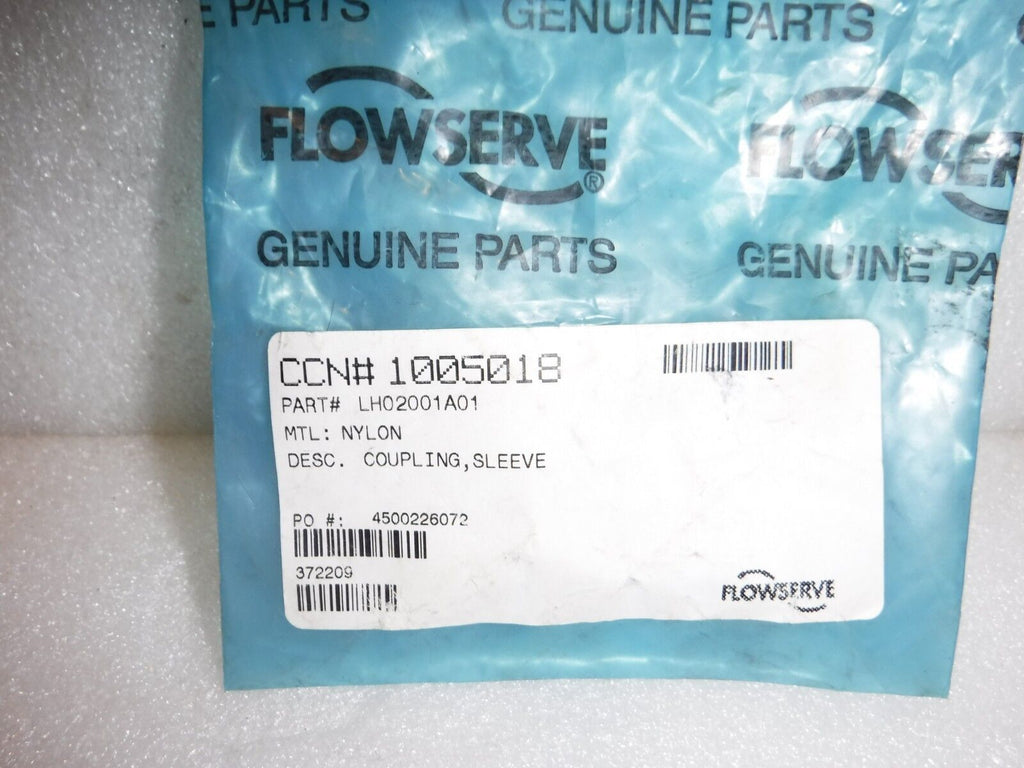 E PARTS
GENUINE PARTS
FLOWSERVE®
FLOWSER
GENUINE PARTS
GENUINE PA
CCN# 1005018
PART# LH02001A01
MTL: NYLON
DESC. COUPLING,SLEEVE
PO #: 4500226072
372209
FLOWSERVE